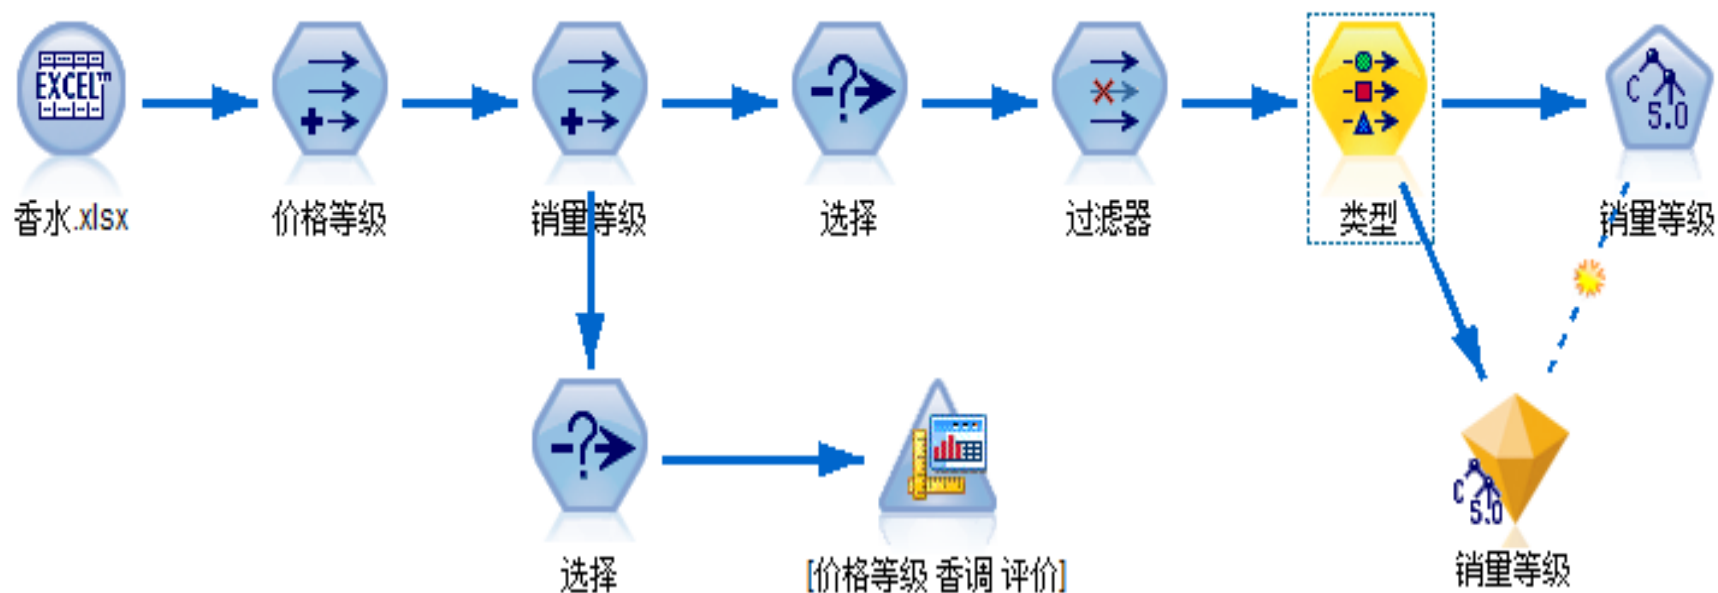 EXCEL™
C 5.0
香水.xlsx
价格等级
销量等级
选择
过滤器
类型
销量等级
C 5.0
选择
[价格等级 香调 评价]
销量等级